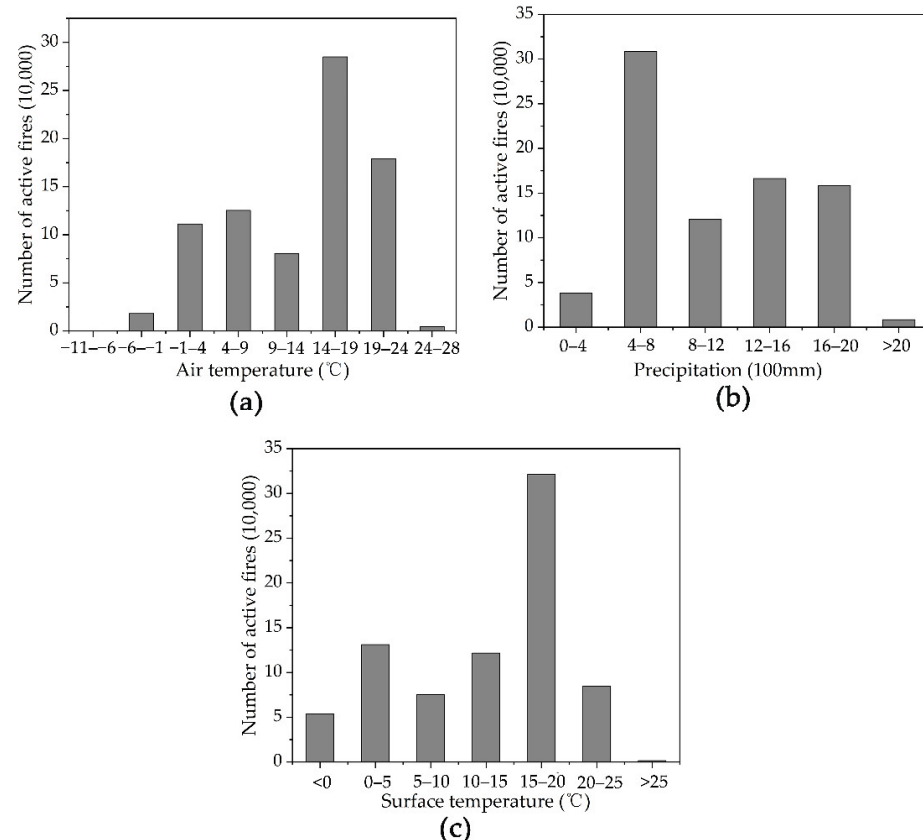 Number of active fires (10,000)
30
25
20
15
10
5
0
−11–−6 −6–−1 −1–4 4–9 9–14 14–19 19–24 24–28
Air temperature (℃)
(a)
Number of active fires (10,000)
35
30
25
20
15
10
5
0
0–4 4–8 8–12 12–16 16–20 >20
Precipitation (100mm)
(b)
Number of active fires (10,000)
35
30
25
20
15
10
5
0
<0 0–5 5–10 10–15 15–20 20–25 >25
Surface temperature (℃)
(c)